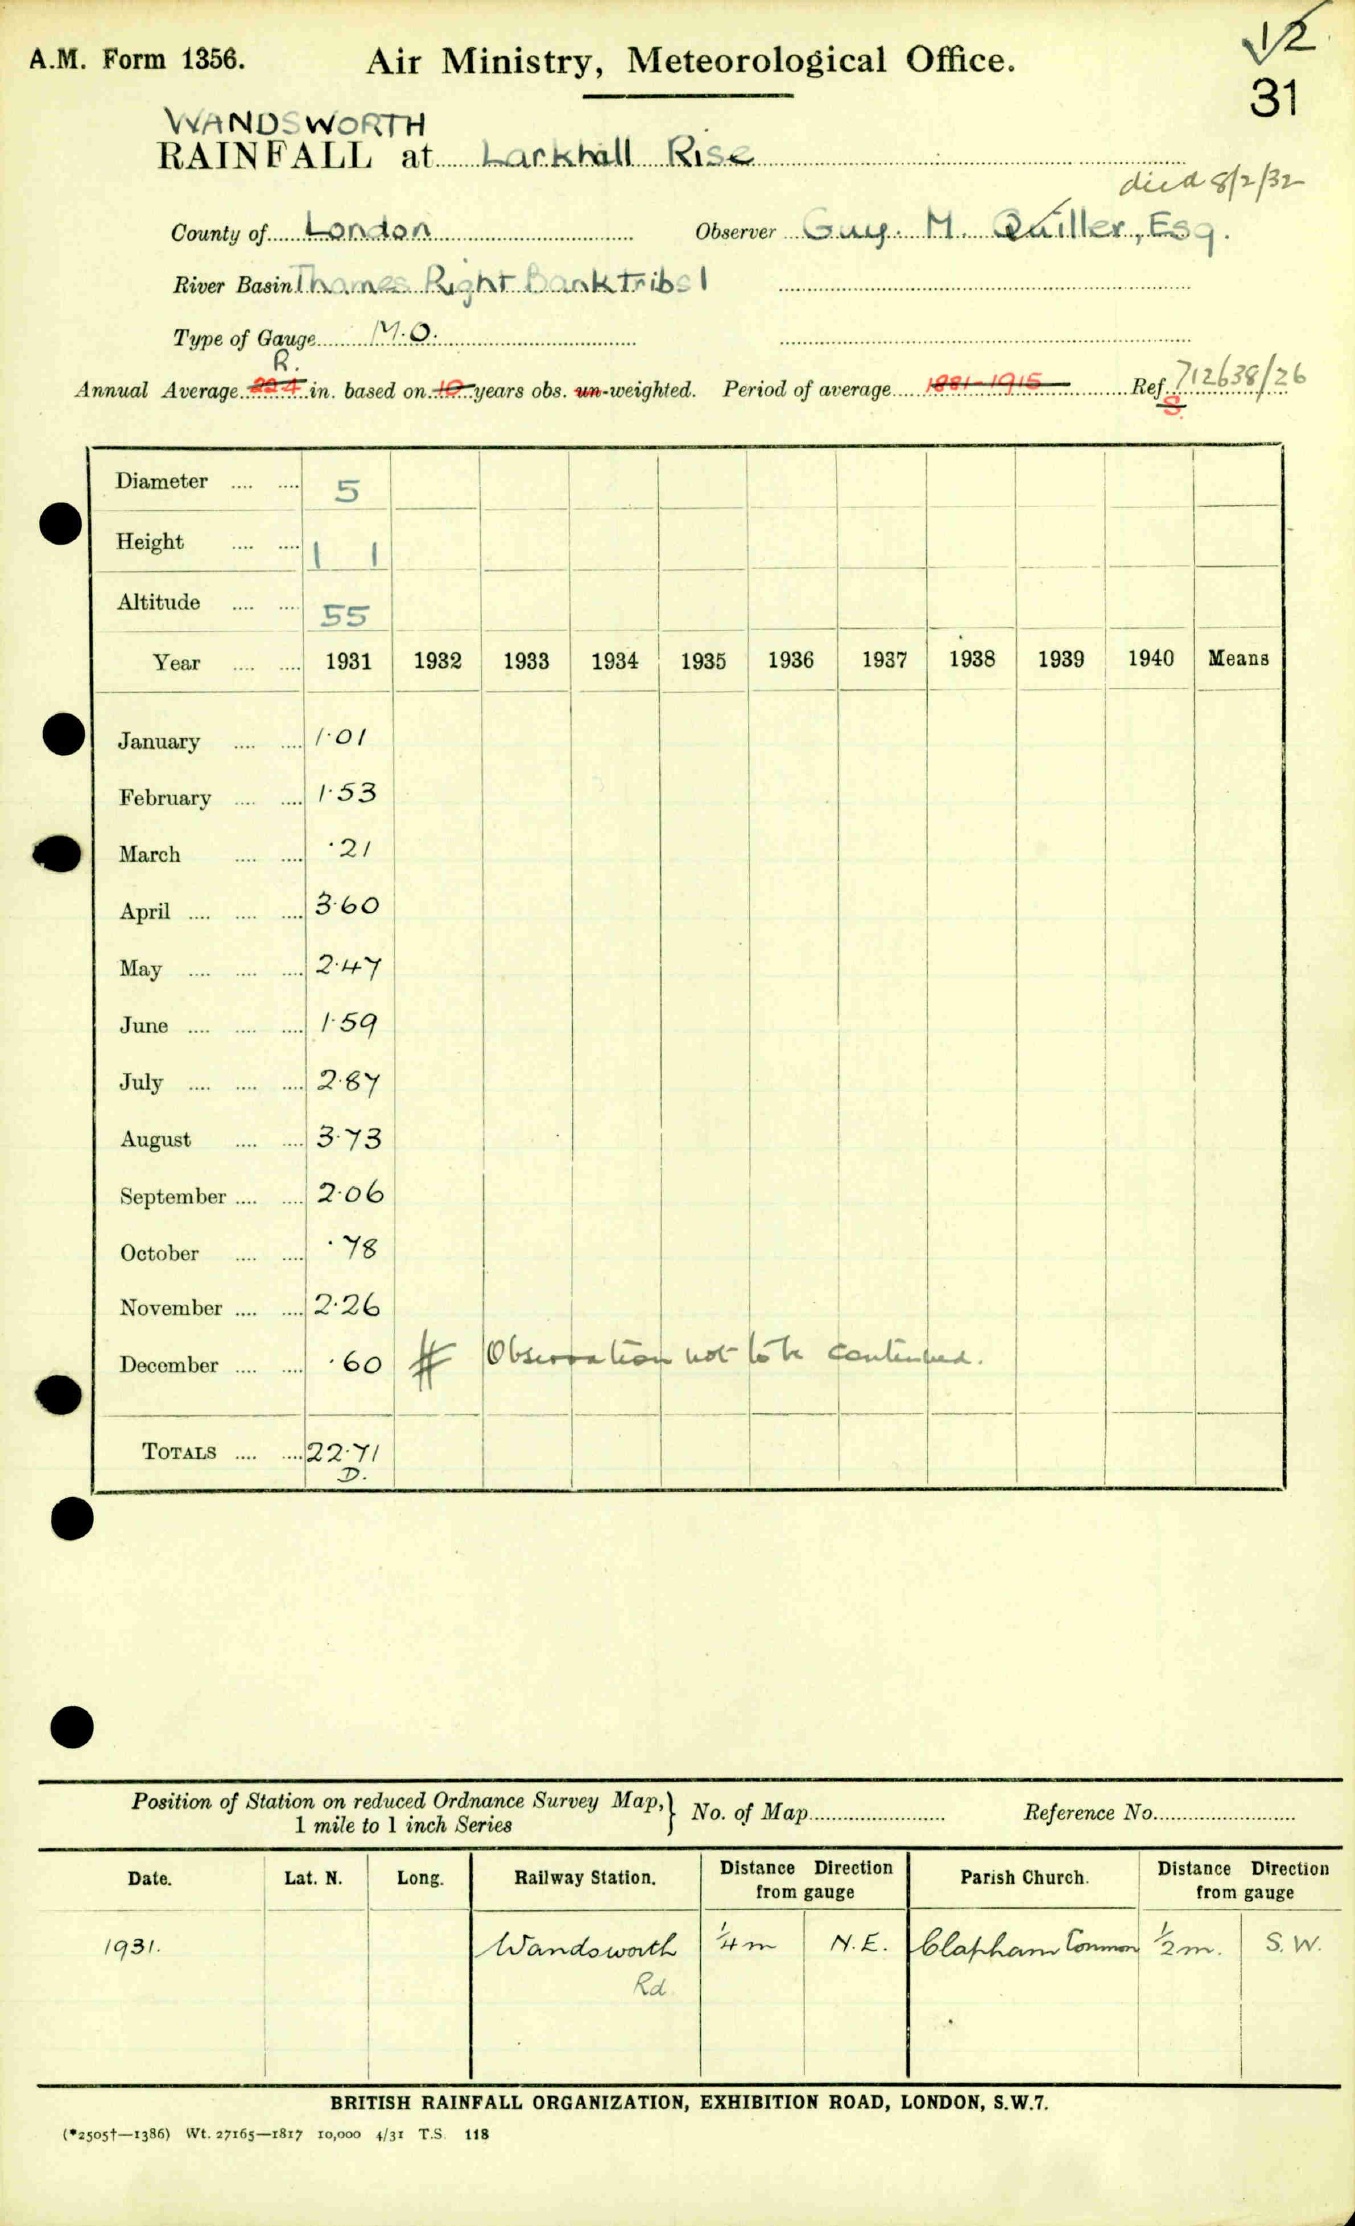 A.M. Form 1356.
Air Ministry, Meteorological Office.
1/2
31
WANDSWORTH
RAINFALL at Larkhall Rise
died 8/2/32
County of London Observer Guy. M. Quiller, Esq.
River Basin Thames Right Bank Tribs 1
Type of Gauge M.O.
R.
Annual Average 22.4 in. based on 10 years obs. un-weighted. Period of average 1881-1915 Ref. 712638/26
S.
Diameter .... .... 5
Height .... .... 1 1
Altitude .... .... 55
Year .... .... 1931 1932 1933 1934 1935 1936 1937 1938 1939 1940 Means
January .... .... 1.01
February .... .... 1.53
March .... .... .21
April .... .... .... 3.60
May .... .... .... 2.47
June .... .... .... 1.59
July .... .... .... 2.87
August .... .... 3.73
September .... .... 2.06
October .... .... .78
November .... .... 2.26
December .... .... .60 # Observation not to be continued.
TOTALS .... .... 22.71
D.
Position of Station on reduced Ordnance Survey Map,
1 mile to 1 inch Series
No. of Map
Reference No.
Date. Lat. N. Long. Railway Station. Distance Direction from gauge Parish Church. Distance Direction from gauge
1931. Wandsworth 1/4 m N.E. Clapham Common 1/2 m. S.W.
Rd
BRITISH RAINFALL ORGANIZATION, EXHIBITION ROAD, LONDON, S.W.7.
(*2505†—1386) Wt. 27165—1817 10,000 4/31 T.S. 118